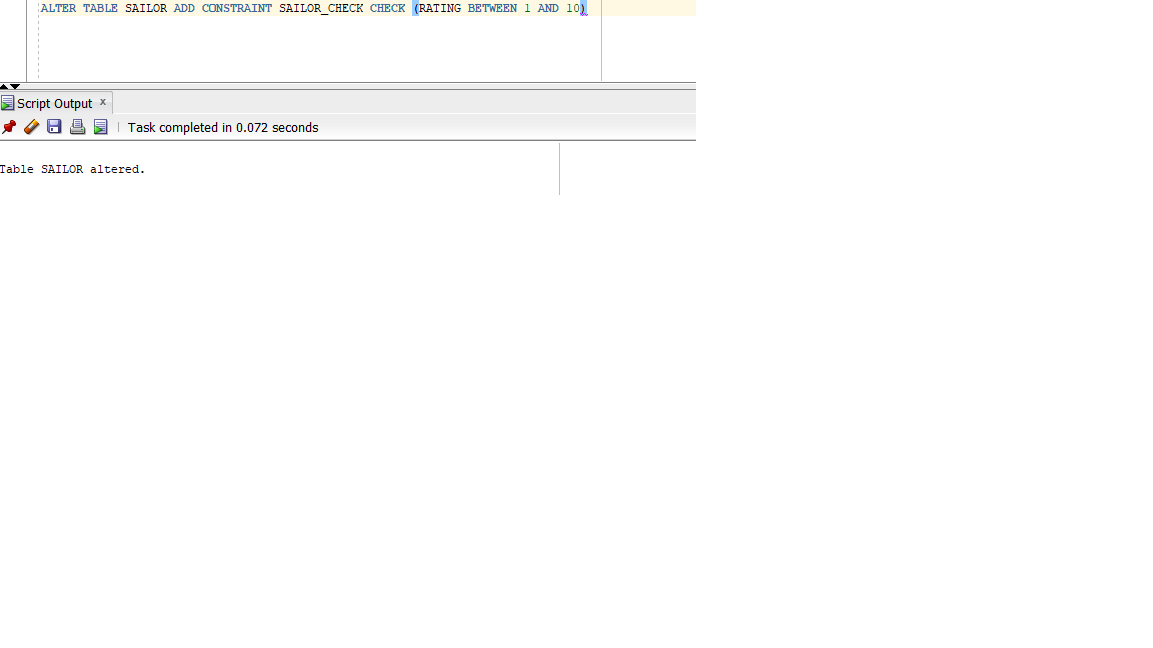 ALTER TABLE SAILOR ADD CONSTRAINT SAILOR_CHECK CHECK (RATING BETWEEN 1 AND 10)
Script Output x
Task completed in 0.072 seconds
Table SAILOR altered.